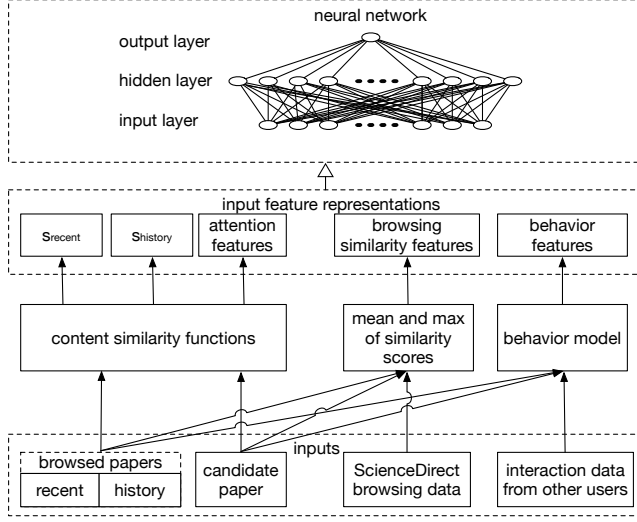 neural network
output layer
hidden layer
input layer
input feature representations
Srecent
Shistory
attention
features
browsing
similarity features
behavior
features
content similarity functions
mean and max
of similarity
scores
behavior model
inputs
browsed papers
recent
history
candidate
paper
ScienceDirect
browsing data
interaction data
from other users